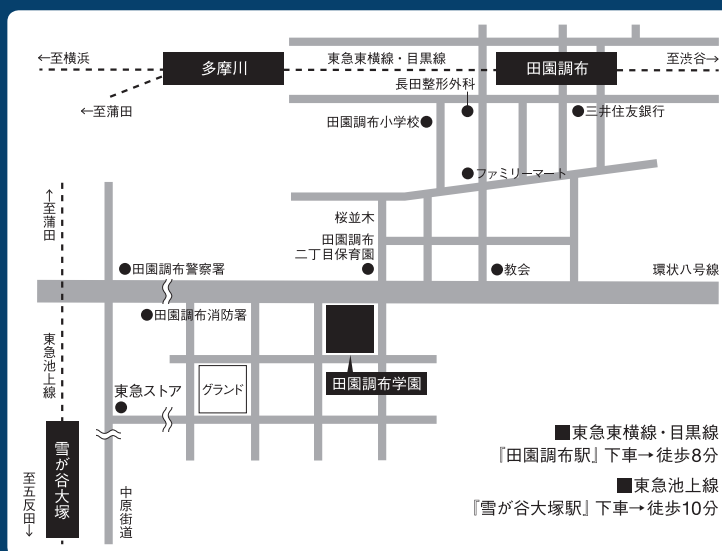 ←至横浜
多摩川
東急東横線・目黒線
田園調布
至渋谷→
←至蒲田
長田整形外科
田園調布小学校
三井住友銀行
ファミリーマート
←至蒲田
桜並木
田園調布
二丁目保育園
田園調布警察署
教会
環状八号線
田園調布消防署
東急池上線
東急ストア
グランド
田園調布学園
雪が谷大塚
至五反田→
中原街道
■東急東横線・目黒線
『田園調布駅』下車→徒歩8分
■東急池上線
『雪が谷大塚駅』下車→徒歩10分